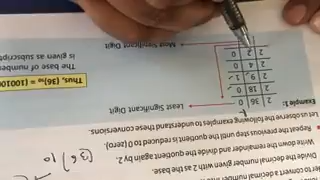 Divide the decimal number given with 2 as the base.
Write down the remainder and divide the quotient again by 2.
Repeat the previous step until the quotient is reduced to 0 (zero).
Let us observe the following examples to understand these conversions.
Example 1:
2 36 0
2 18 0
2 9 1
2 4 0
2 2 0
Least Significant Digit
Most Significant Digit
(36)10
Thus, (36)10 = (100100
The base of number
is given as subscript